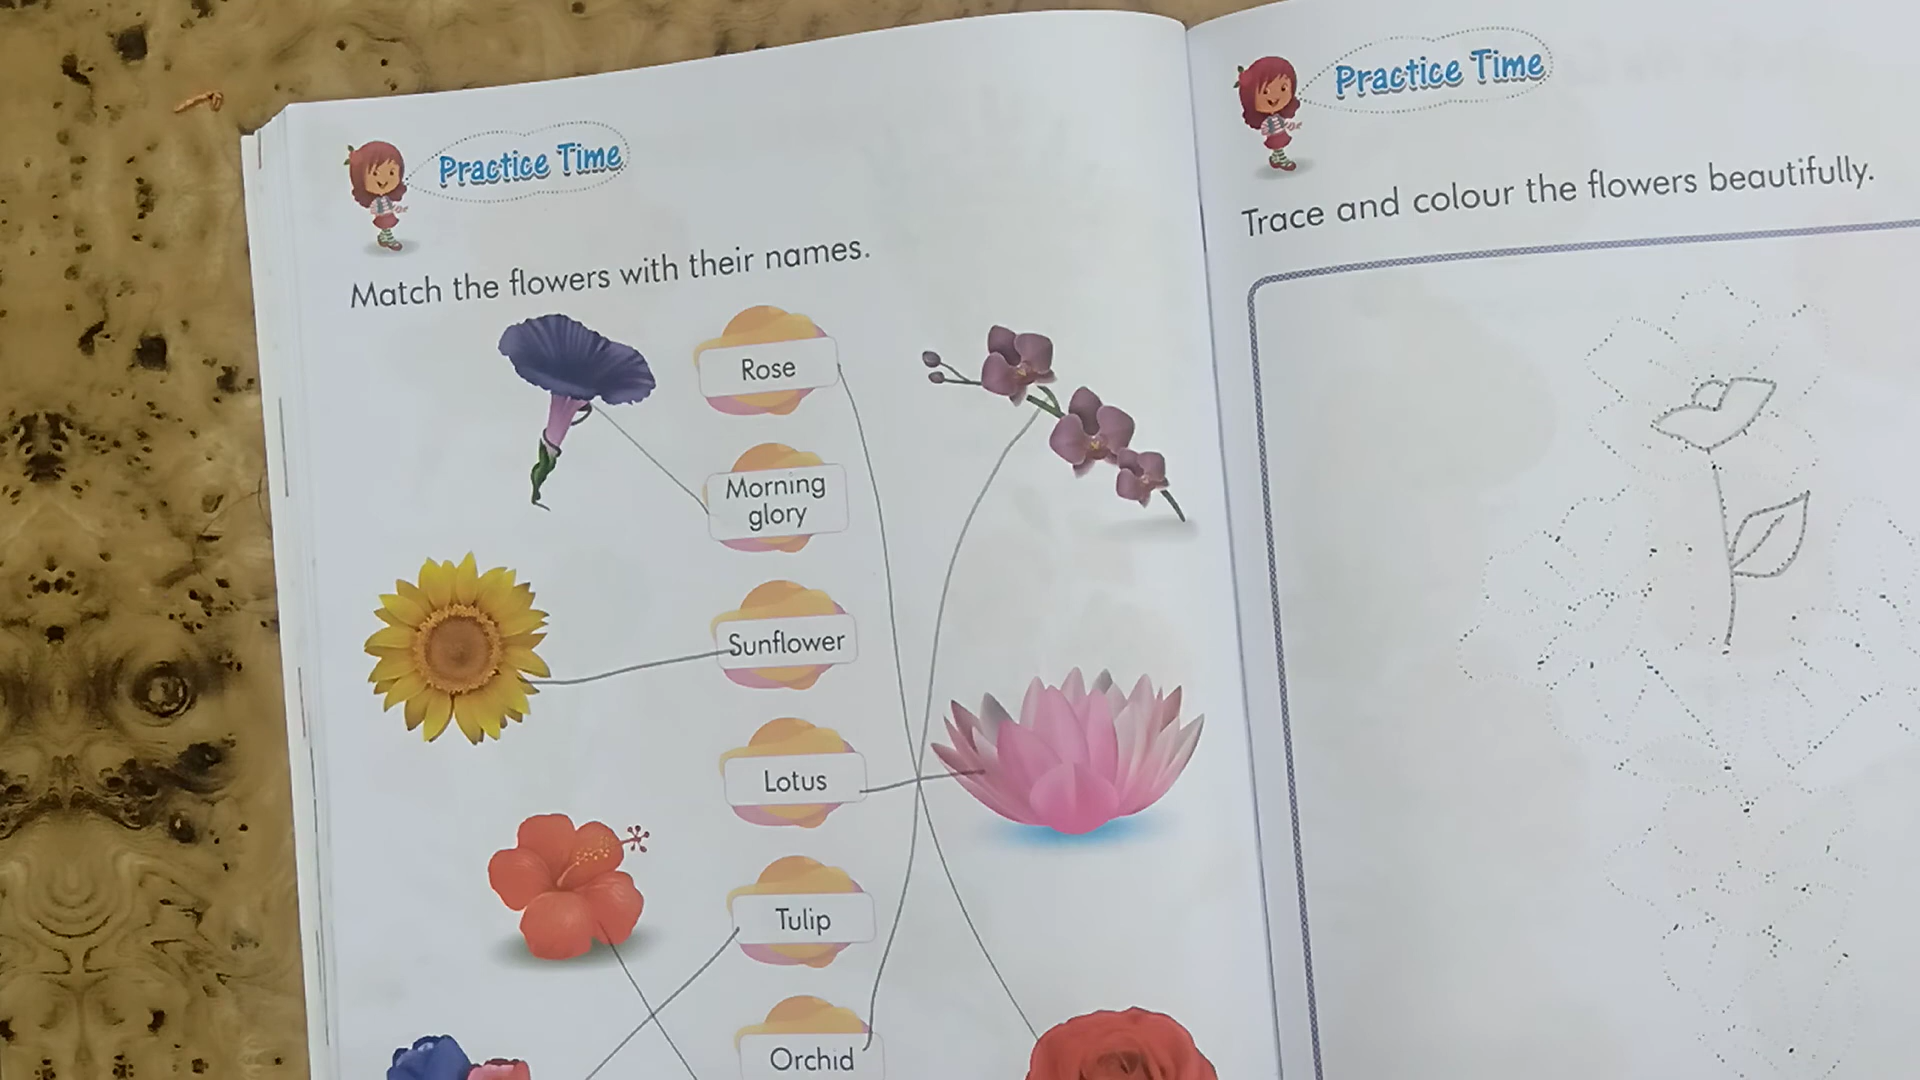 Practice Time
Match the flowers with their names.
Rose
Morning
glory
Sunflower
Lotus
Tulip
Orchid
Practice Time
Trace and colour the flowers beautifully.